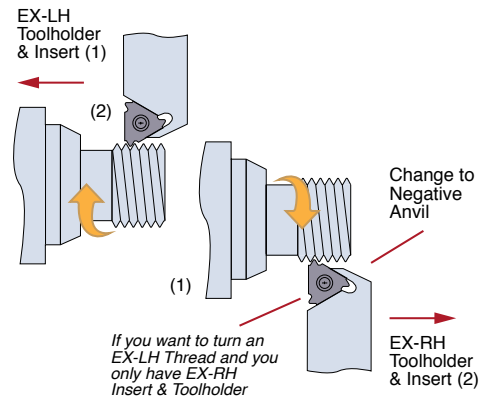 EX-LH
Toolholder
& Insert (1)
(2)
Change to
Negative
Anvil
(1)
If you want to turn an
EX-LH Thread and you
only have EX-RH
Insert & Toolholder
EX-RH
Toolholder
& Insert (2)